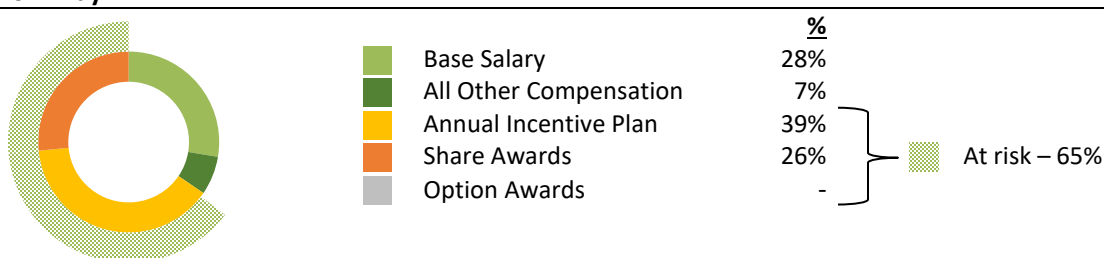 %
Base Salary 28%
All Other Compensation 7%
Annual Incentive Plan 39%
Share Awards 26%
At risk – 65%
Option Awards -